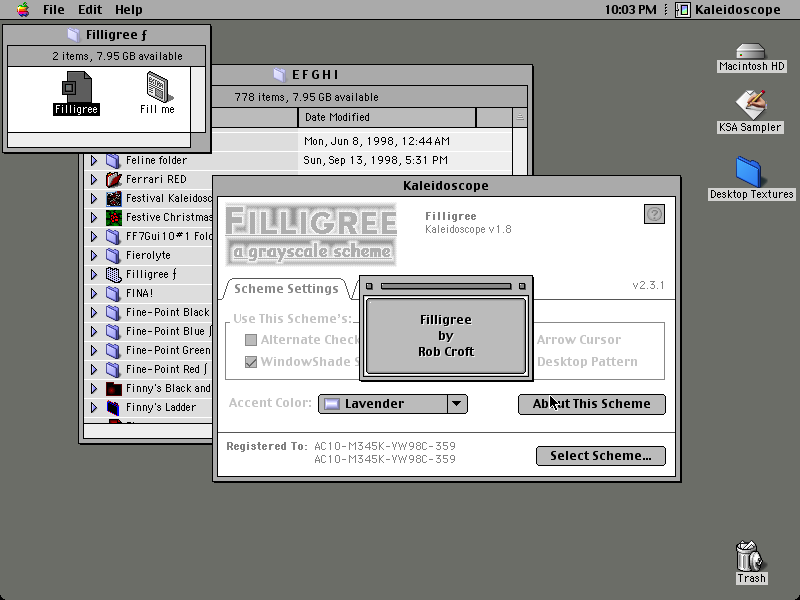 File Edit Help
10:03 PM Kaleidoscope
Filligree ƒ
2 items, 7.95 GB available
Filligree
Fill me
EFGHI
778 items, 7.95 GB available
Date Modified
Mon, Jun 8, 1998, 12:44 AM
Feline folder
Sun, Sep 13, 1998, 5:31 PM
Ferrari RED
Festival Kaleidosc
Festive Christmas
FF7Gui10#1 Fold
Fierolyte
Filligree ƒ
FINA!
Fine-Point Black
Fine-Point Blue ƒ
Fine-Point Green
Fine-Point Red ƒ
Finny's Black and
Finny's Ladder
Kaleidoscope
FILLIGREE
a grayscale scheme
Filligree
Kaleidoscope v1.8
?
Scheme Settings
v2.3.1
Use This Scheme's:
Alternate Check
Arrow Cursor
WindowShade S
Desktop Pattern
Filligree
by
Rob Croft
Accent Color:
Lavender
About This Scheme
Registered To: AC10-M345K-YW98C-359
AC10-M345K-YW98C-359
Select Scheme...
Macintosh HD
KSA Sampler
Desktop Textures
Trash